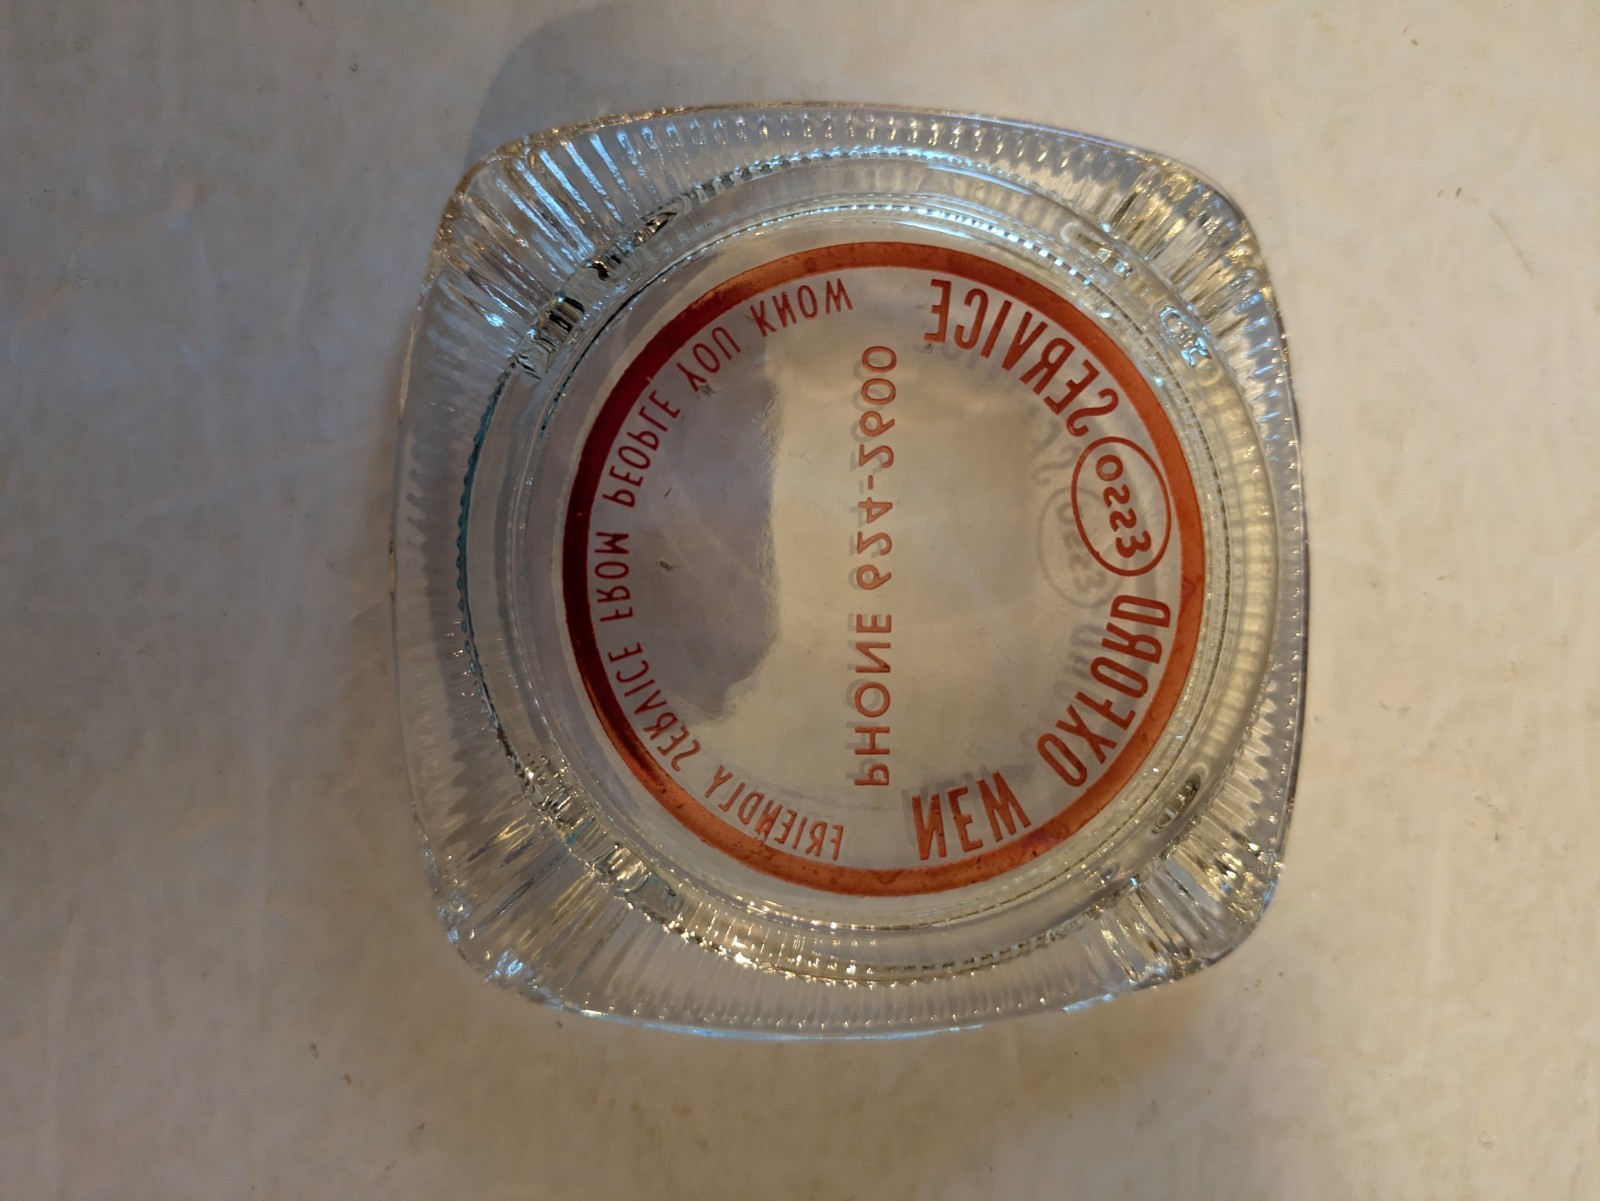 NEW OXFORD ESSO SERVICE
PHONE 624-2600
FRIENDLY SERVICE FROM PEOPLE YOU KNOW